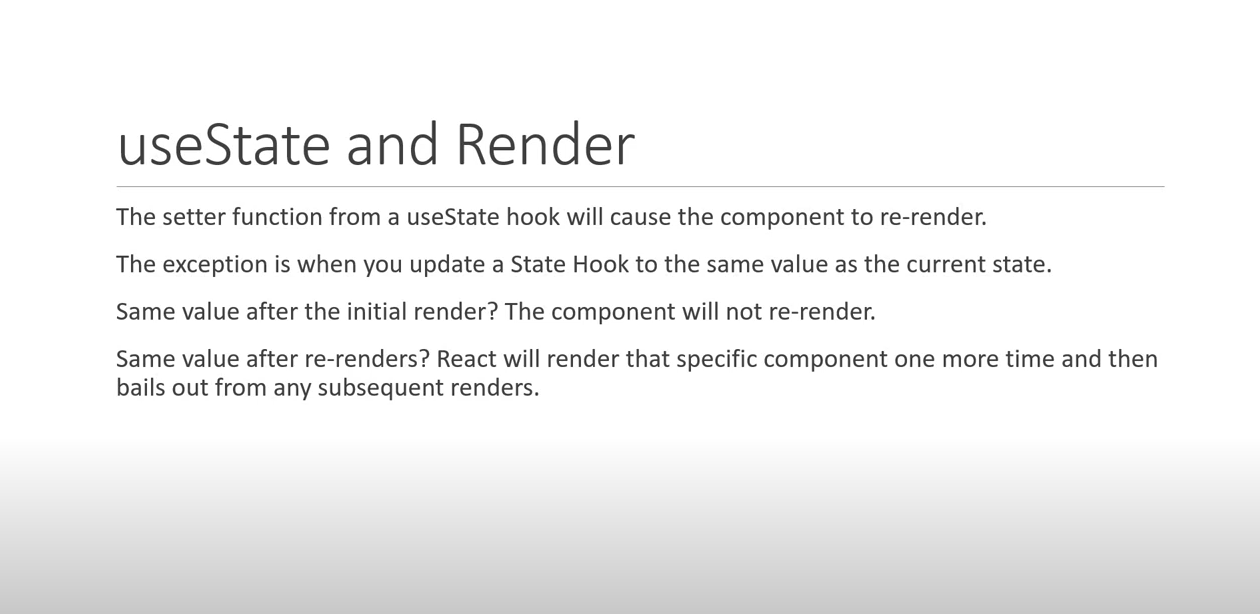 useState and Render
The setter function from a useState hook will cause the component to re-render.
The exception is when you update a State Hook to the same value as the current state.
Same value after the initial render? The component will not re-render.
Same value after re-renders? React will render that specific component one more time and then
bails out from any subsequent renders.